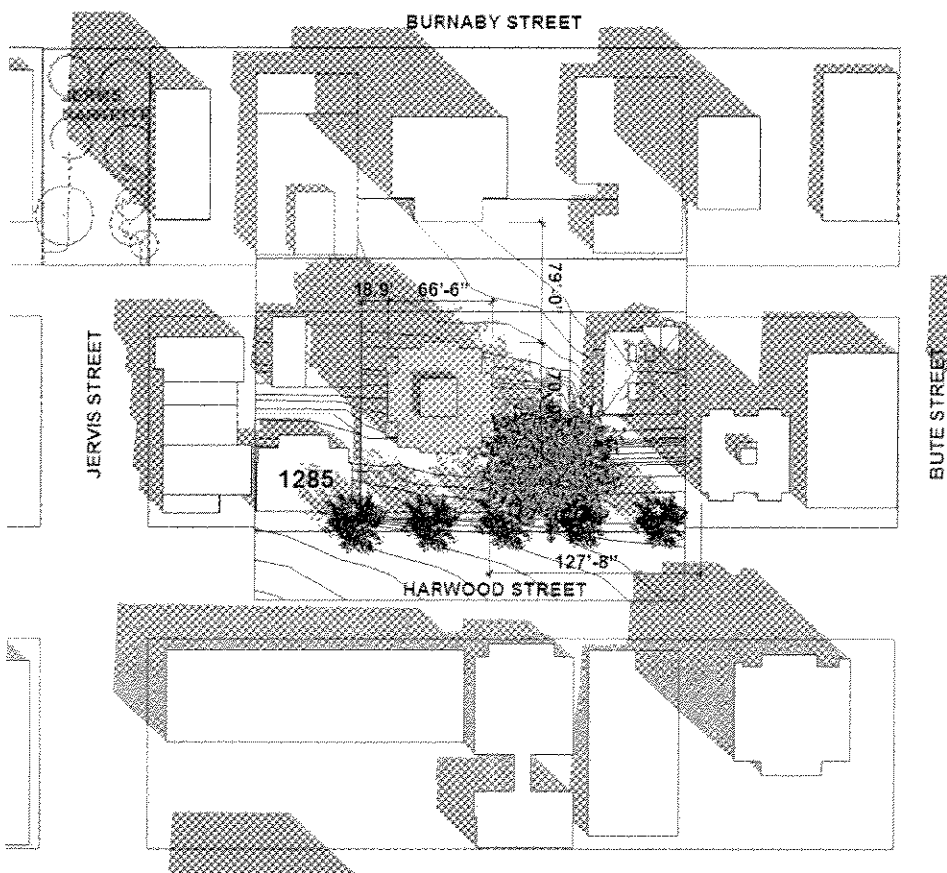 BURNABY STREET
79'-0"
18.9'
66'-6"
JERVIS STREET
1285
BUTE STREET
127'-8"
HARWOOD STREET